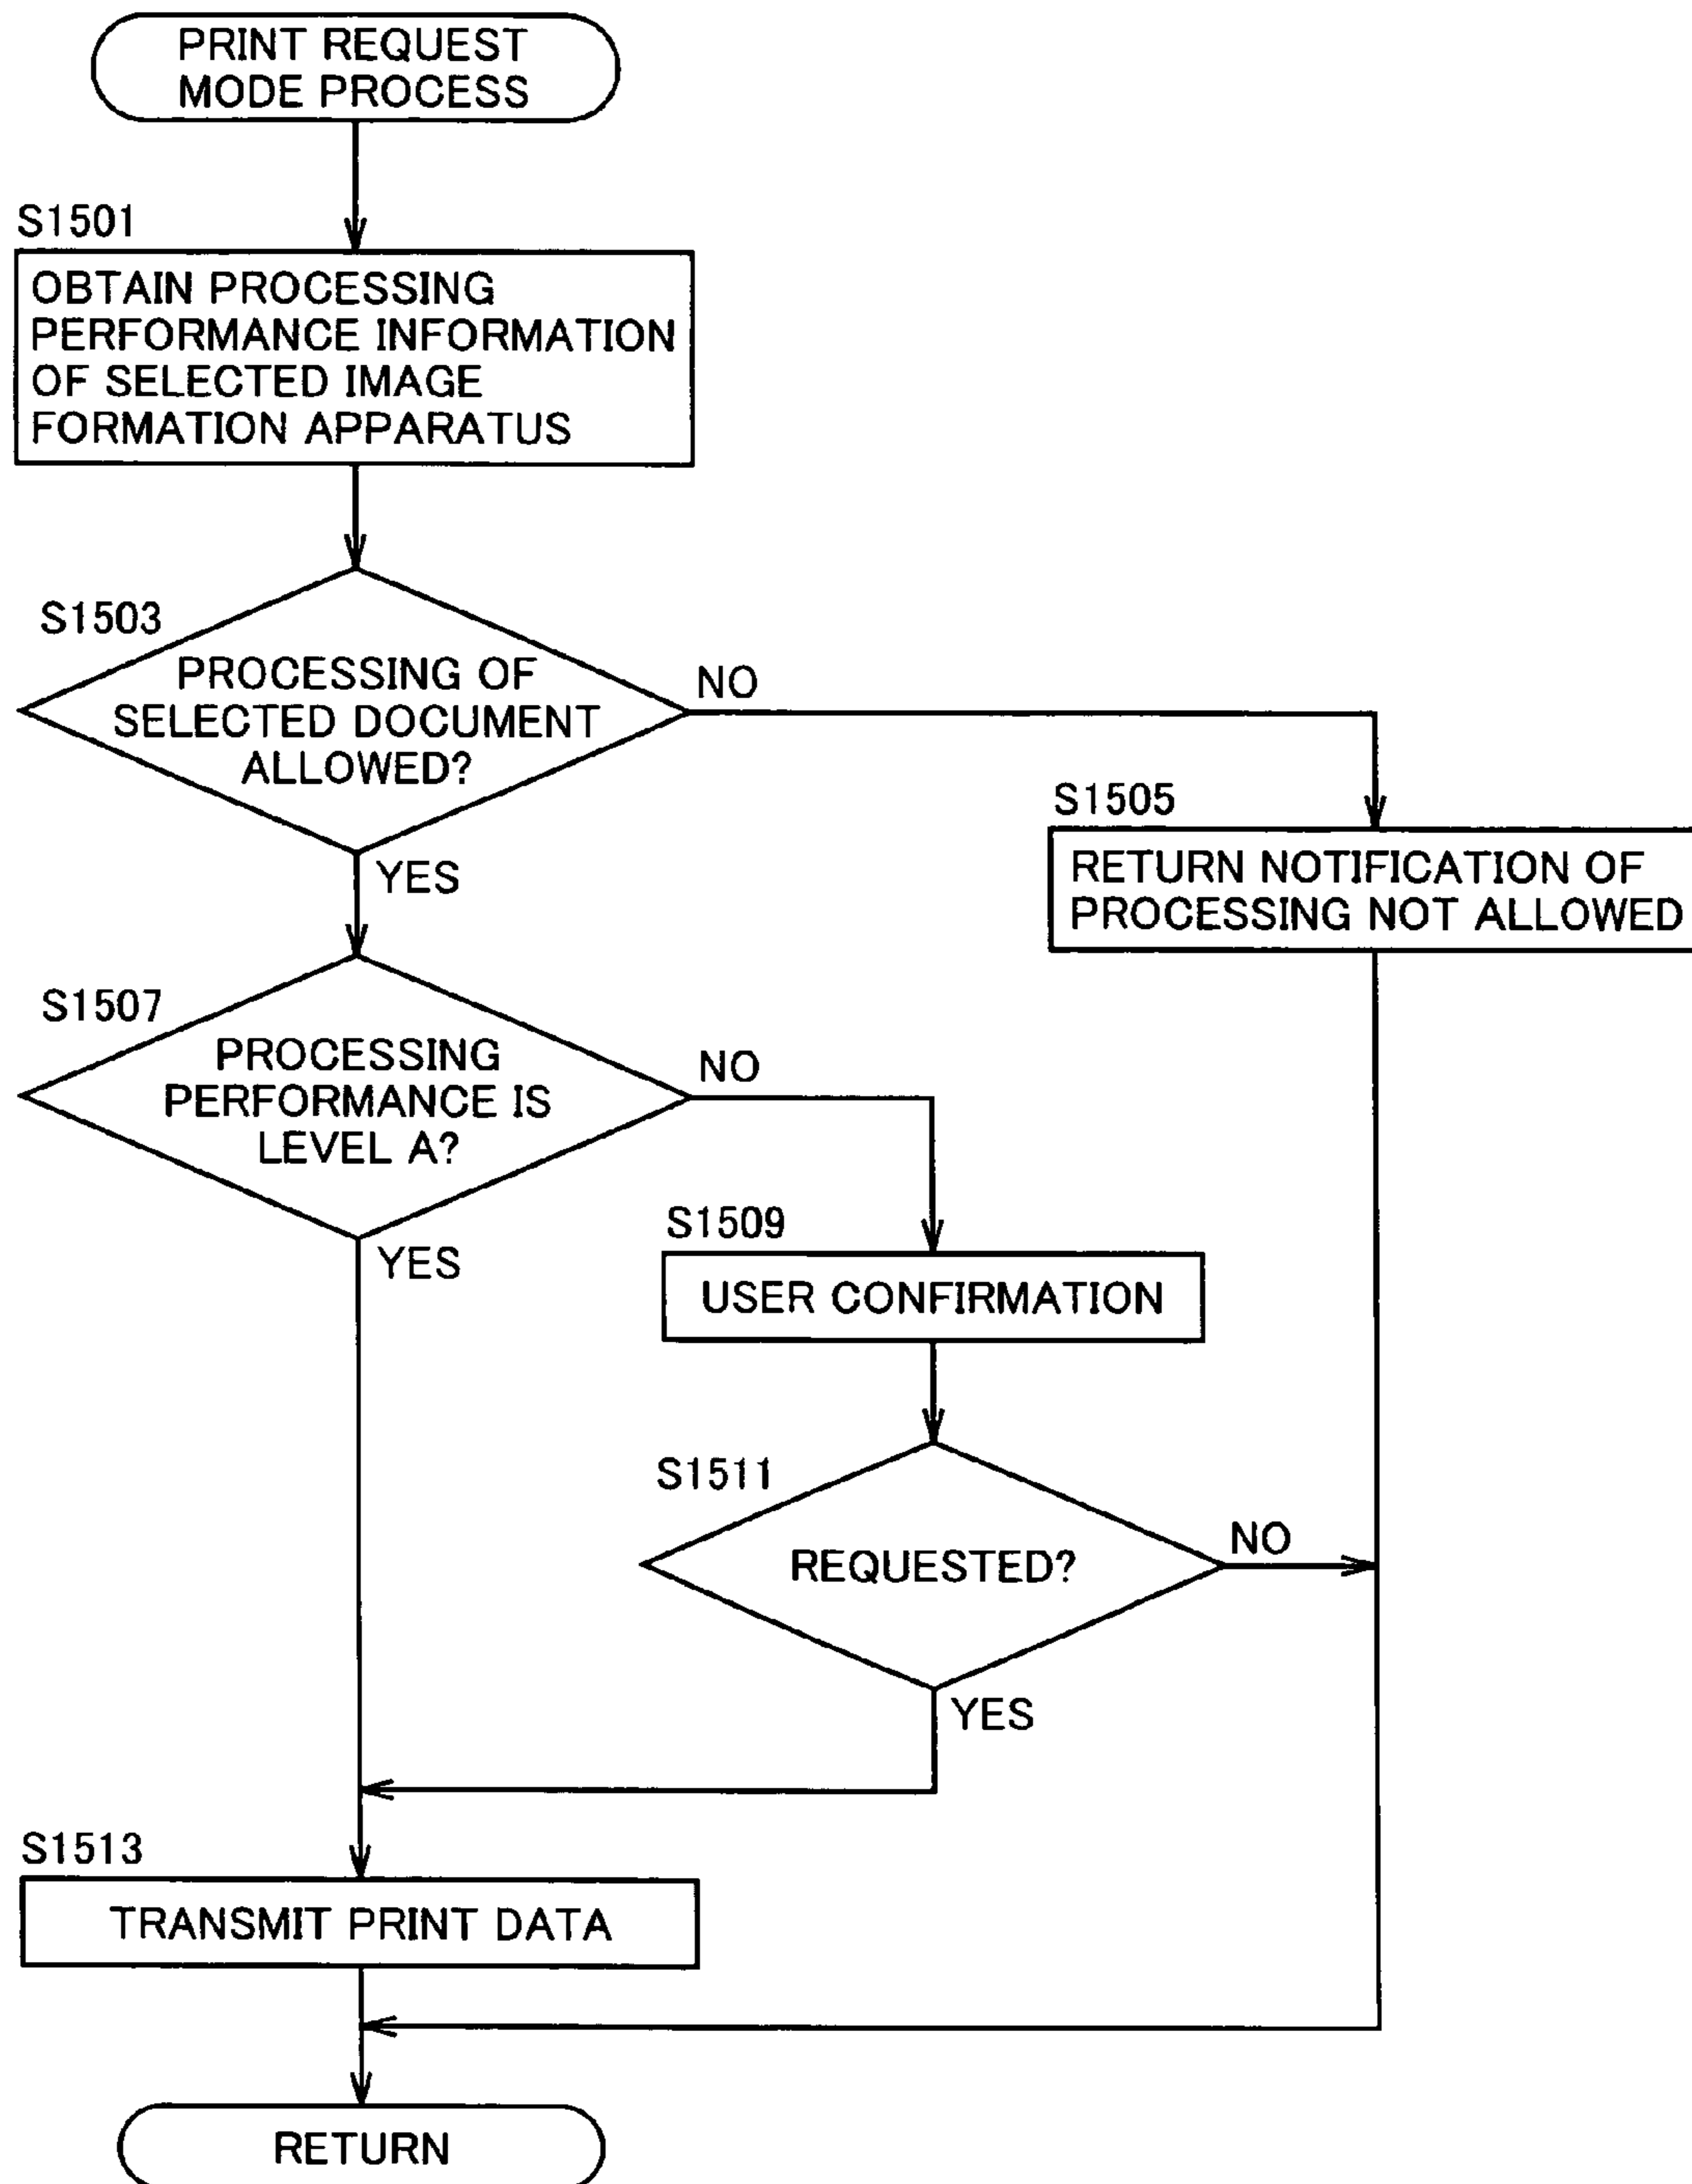 PRINT REQUEST
MODE PROCESS
S1501
OBTAIN PROCESSING
PERFORMANCE INFORMATION
OF SELECTED IMAGE
FORMATION APPARATUS
S1503
PROCESSING OF
SELECTED DOCUMENT
ALLOWED?
NO
YES
S1505
RETURN NOTIFICATION OF
PROCESSING NOT ALLOWED
S1507
PROCESSING
PERFORMANCE IS
LEVEL A?
NO
YES
S1509
USER CONFIRMATION
S1511
REQUESTED?
NO
YES
S1513
TRANSMIT PRINT DATA
RETURN